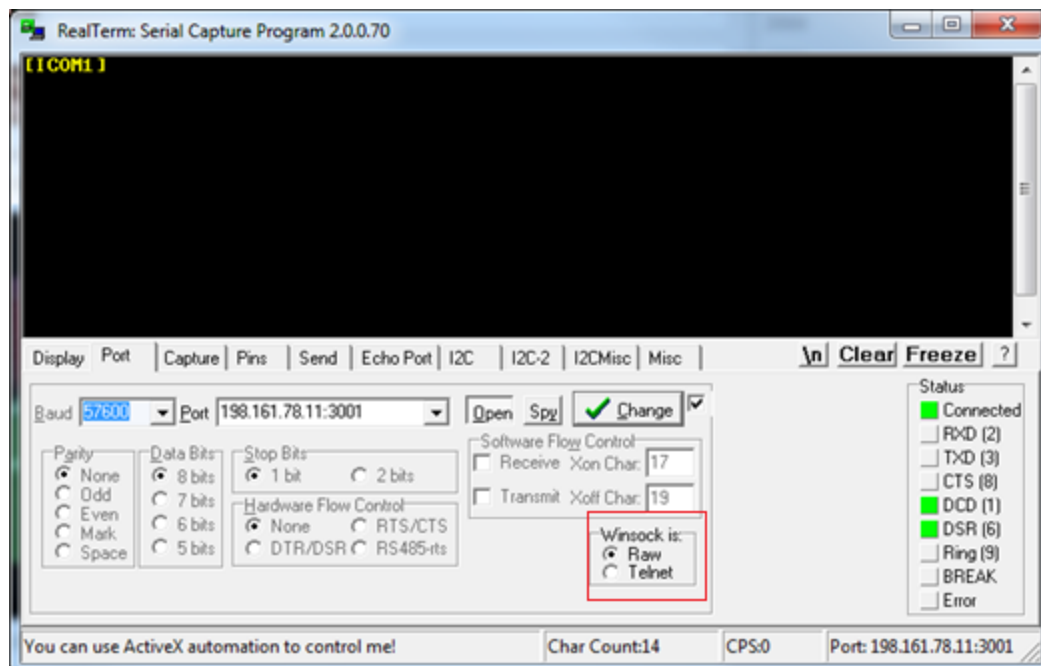 RealTerm: Serial Capture Program 2.0.0.70
[ICOM1]
Display Port Capture Pins Send Echo Port I2C I2C-2 I2CMisc Misc \n Clear Freeze ?
Baud 57600 Port 198.161.78.11:3001 Open Spy Change
Parity
None
Odd
Even
Mark
Space
Data Bits
8 bits
7 bits
6 bits
5 bits
Stop Bits
1 bit 2 bits
Hardware Flow Control
None RTS/CTS
DTR/DSR RS485-rts
Software Flow Control
Receive Xon Char: 17
Transmit Xoff Char: 19
Winsock is:
Raw
Telnet
Status
Connected
RXD (2)
TXD (3)
CTS (8)
DCD (1)
DSR (6)
Ring (9)
BREAK
Error
You can use ActiveX automation to control me! Char Count:14 CPS:0 Port: 198.161.78.11:3001